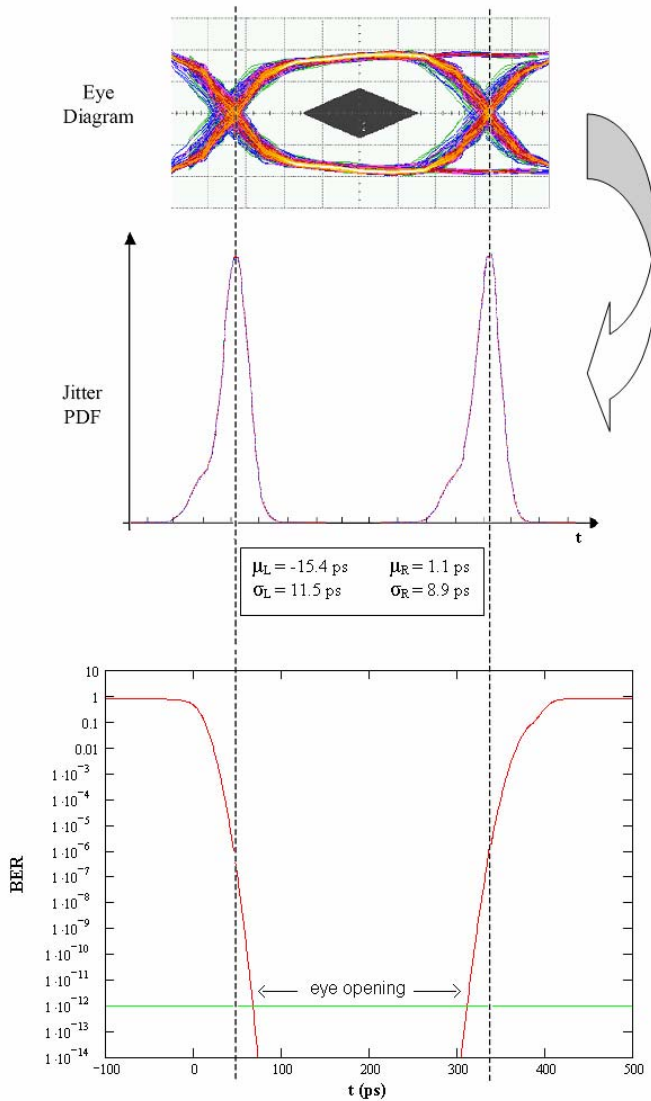 Eye
Diagram
Jitter
PDF
t
μL = -15.4 ps μR = 1.1 ps
σL = 11.5 ps σR = 8.9 ps
10
1
0.1
0.01
1·10⁻³
1·10⁻⁴
1·10⁻⁵
1·10⁻⁶
1·10⁻⁷
1·10⁻⁸
1·10⁻⁹
1·10⁻¹⁰
1·10⁻¹¹
1·10⁻¹²
1·10⁻¹³
1·10⁻¹⁴
BER
eye opening
-100 0 100 200 300 400 500
t (ps)